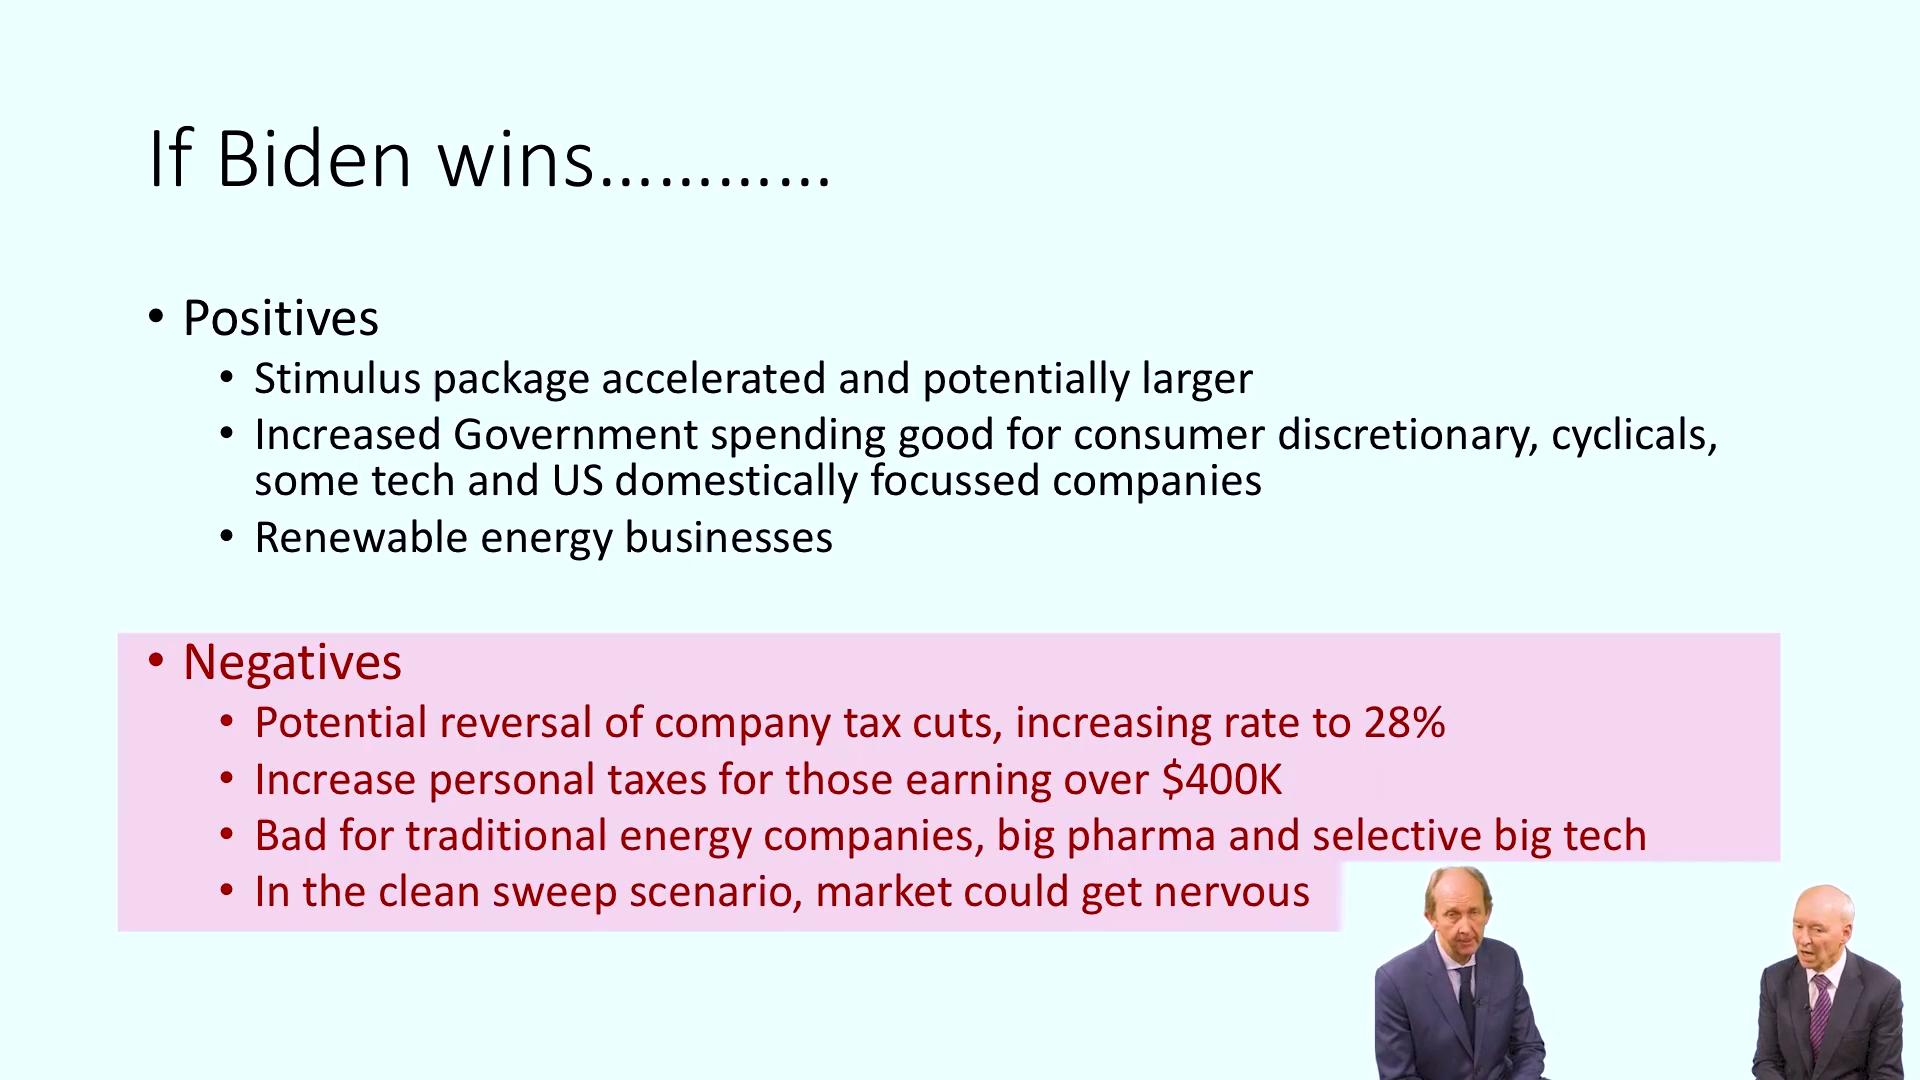 If Biden wins............
• Positives
• Stimulus package accelerated and potentially larger
• Increased Government spending good for consumer discretionary, cyclicals,
some tech and US domestically focussed companies
• Renewable energy businesses
• Negatives
• Potential reversal of company tax cuts, increasing rate to 28%
• Increase personal taxes for those earning over $400K
• Bad for traditional energy companies, big pharma and selective big tech
• In the clean sweep scenario, market could get nervous